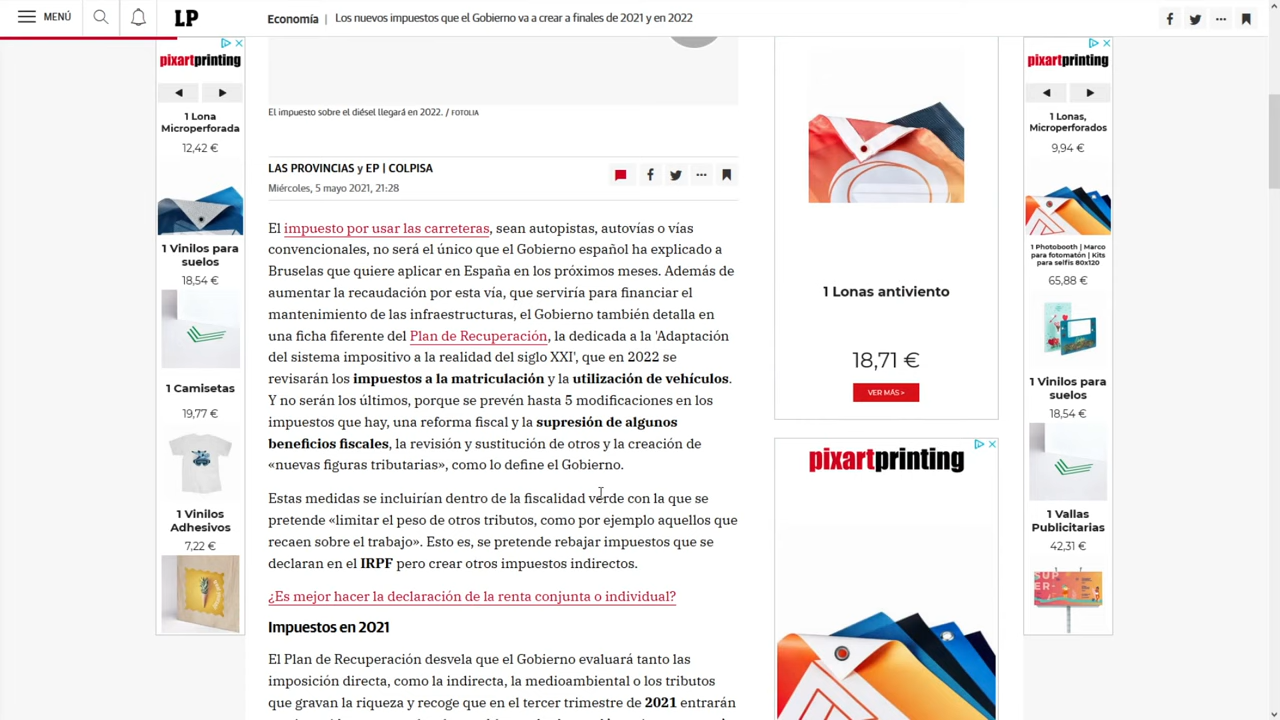 MENÚ
LP
Economía | Los nuevos impuestos que el Gobierno va a crear a finales de 2021 y en 2022
pixartprinting
1 Lona
Microperforada
12,42 €
1 Vinilos para
suelos
18,54 €
1 Camisetas
19,77 €
1 Vinilos
Adhesivos
7,22 €
El impuesto sobre el diésel llegará en 2022. / FOTOLIA
LAS PROVINCIAS y EP | COLPISA
Miércoles, 5 mayo 2021, 21:28
El impuesto por usar las carreteras, sean autopistas, autovías o vías
convencionales, no será el único que el Gobierno español ha explicado a
Bruselas que quiere aplicar en España en los próximos meses. Además de
aumentar la recaudación por esta vía, que serviría para financiar el
mantenimiento de las infraestructuras, el Gobierno también detalla en
una ficha fiferente del Plan de Recuperación, la dedicada a la 'Adaptación
del sistema impositivo a la realidad del siglo XXI', que en 2022 se
revisarán los impuestos a la matriculación y la utilización de vehículos.
Y no serán los últimos, porque se prevén hasta 5 modificaciones en los
impuestos que hay, una reforma fiscal y la supresión de algunos
beneficios fiscales, la revisión y sustitución de otros y la creación de
«nuevas figuras tributarias», como lo define el Gobierno.
Estas medidas se incluirían dentro de la fiscalidad verde con la que se
pretende «limitar el peso de otros tributos, como por ejemplo aquellos que
recaen sobre el trabajo». Esto es, se pretende rebajar impuestos que se
declaran en el IRPF pero crear otros impuestos indirectos.
¿Es mejor hacer la declaración de la renta conjunta o individual?
Impuestos en 2021
El Plan de Recuperación desvela que el Gobierno evaluará tanto las
imposición directa, como la indirecta, la medioambiental o los tributos
que gravan la riqueza y recoge que en el tercer trimestre de 2021 entrarán
1 Lonas antiviento
18,71 €
VER MÁS >
pixartprinting
pixartprinting
1 Lonas,
Microperforados
9,94 €
1 Photobooth | Marco
para fotomatón | Kits
para selfis 80x120
65,88 €
1 Vinilos para
suelos
18,54 €
1 Vallas
Publicitarias
42,31 €
SUP
ER-